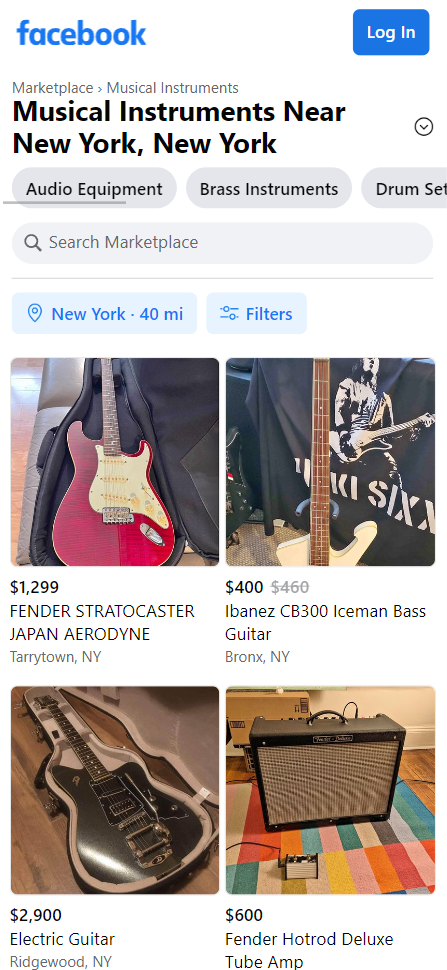 facebook
Log In
Marketplace › Musical Instruments
Musical Instruments Near
New York, New York
Audio Equipment
Brass Instruments
Drum Set
Search Marketplace
New York · 40 mi
Filters
$1,299
FENDER STRATOCASTER
JAPAN AERODYNE
Tarrytown, NY
$400 $460
Ibanez CB300 Iceman Bass
Guitar
Bronx, NY
$2,900
Electric Guitar
Ridgewood, NY
$600
Fender Hotrod Deluxe
Tube Amp